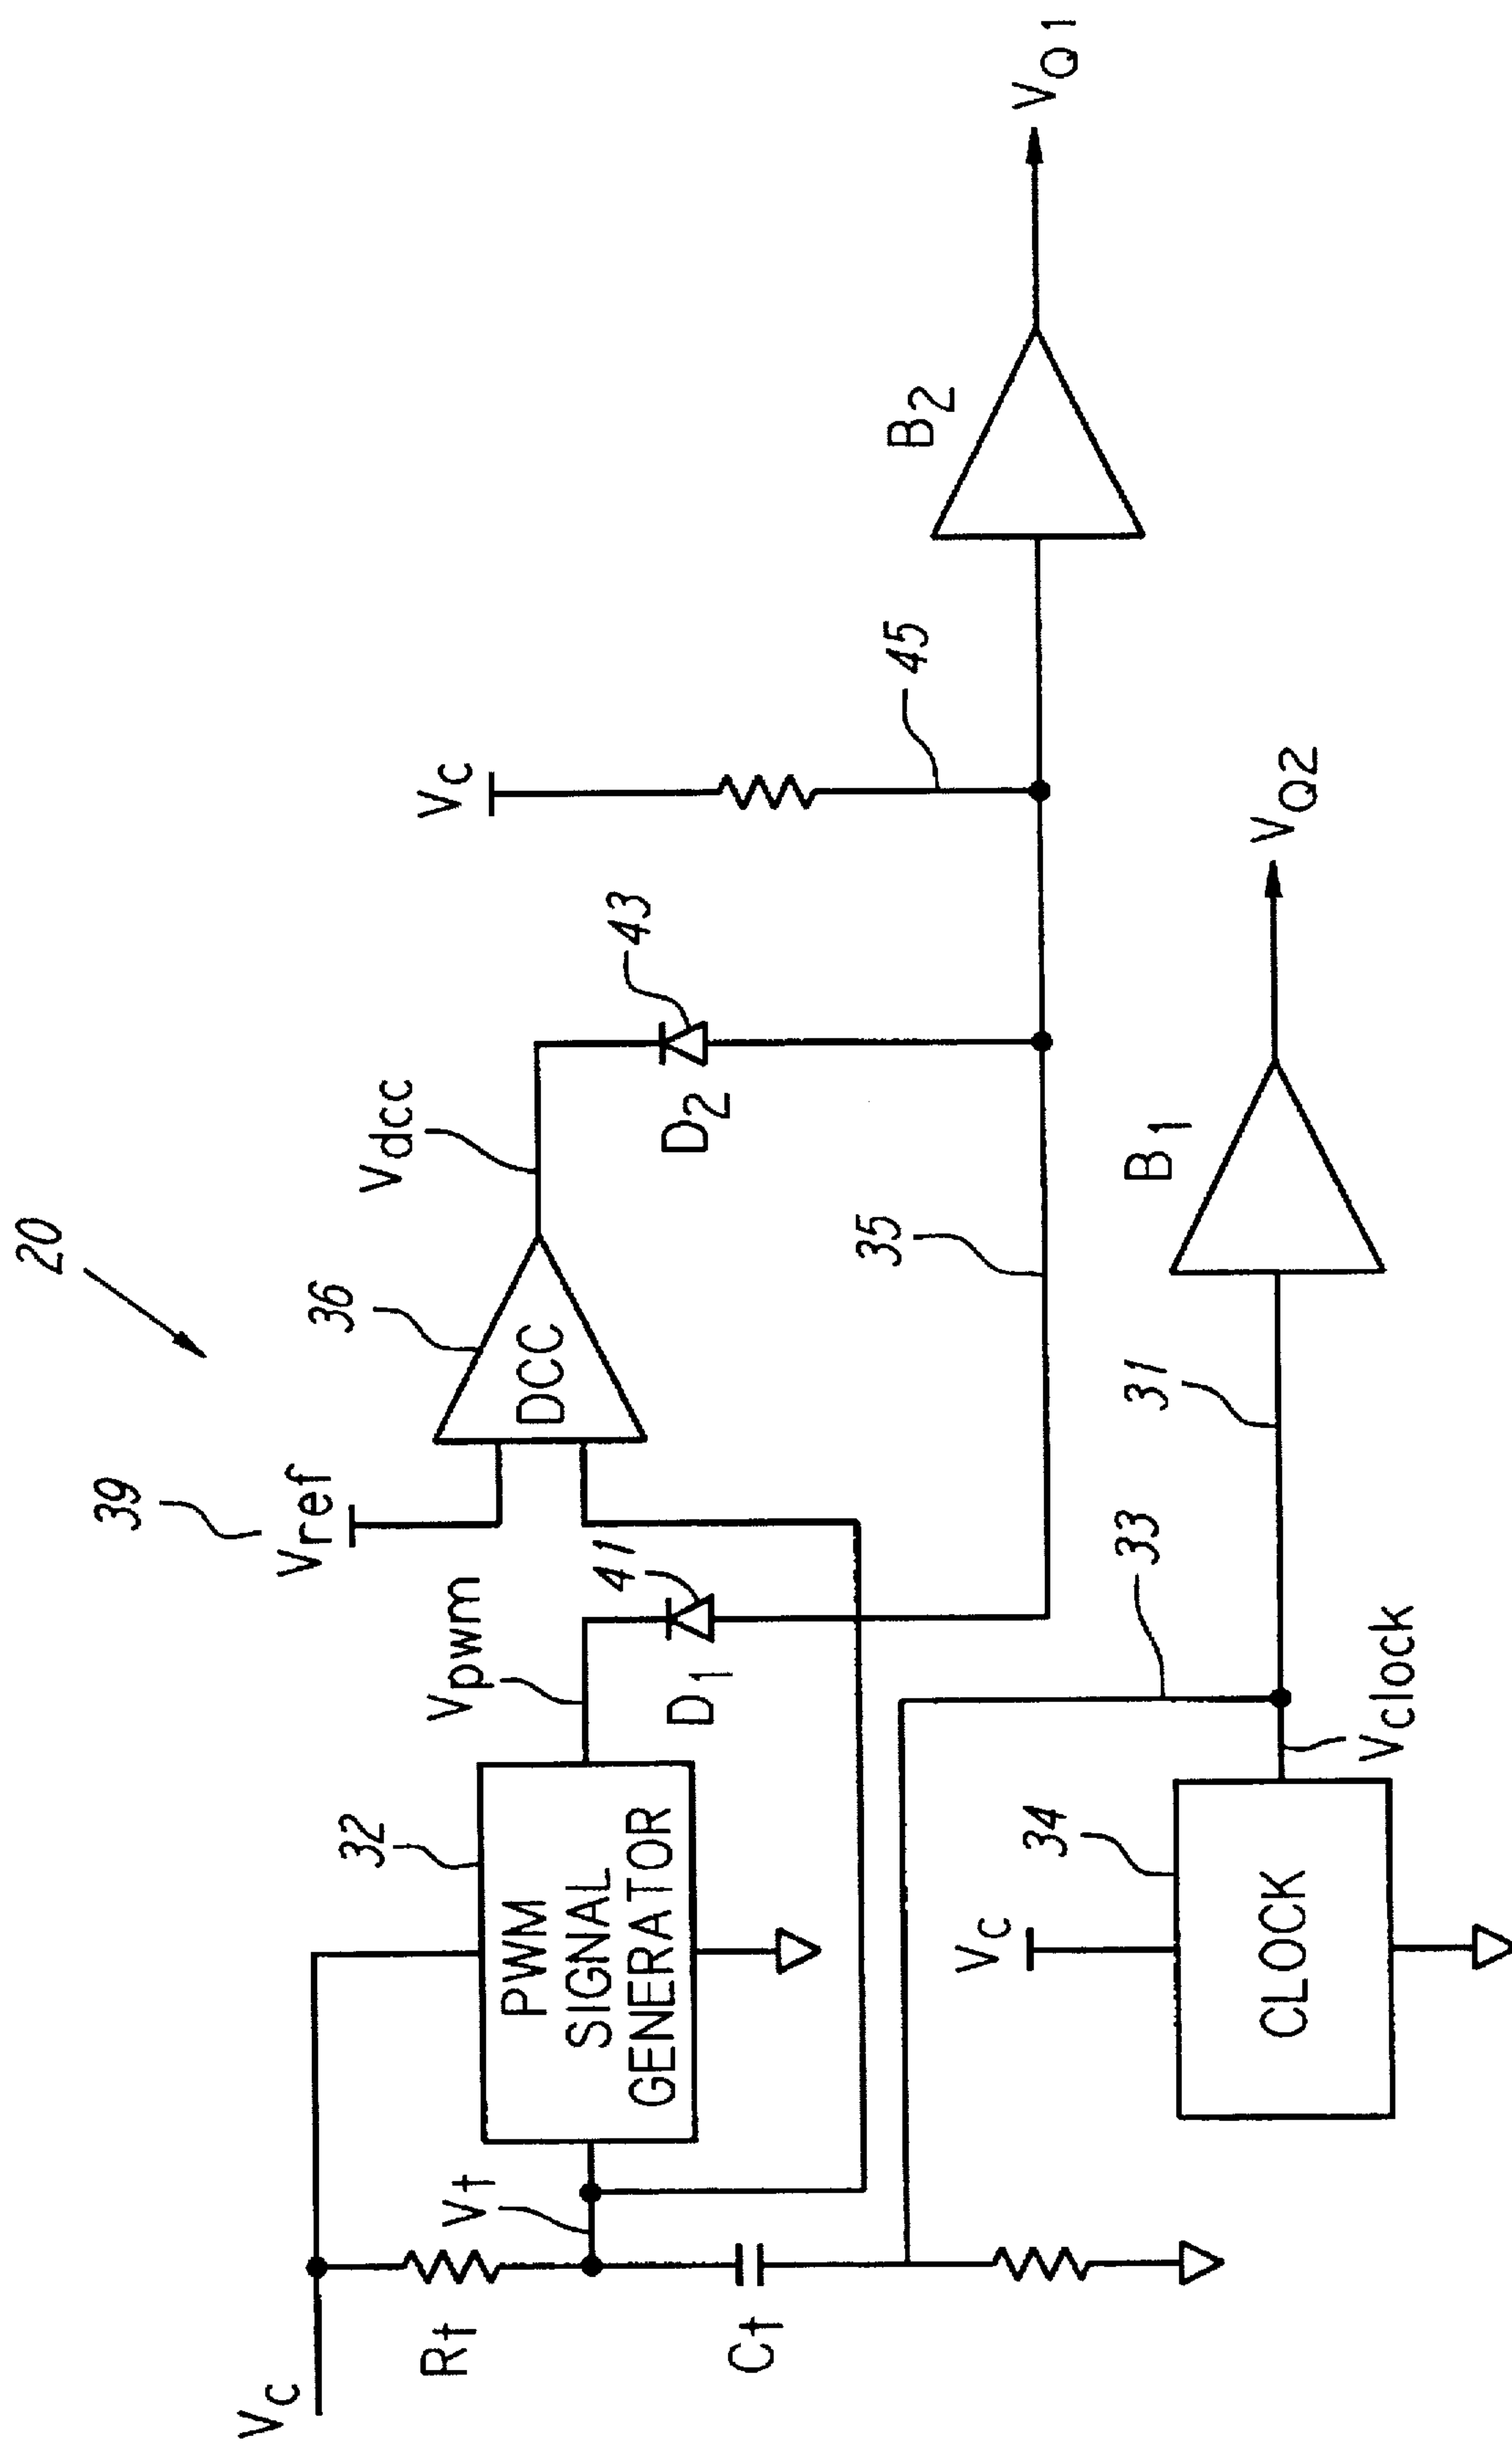 20
39
Vref
36
DCC
Vdcc
Vc
VC
Vpwm
32
PWM
SIGNAL
GENERATOR
41
D1
43
D2
45
B2
VQ1
Rt
Vt
Ct
35
33
31
B1
VQ2
VC
34
CLOCK
Vclock